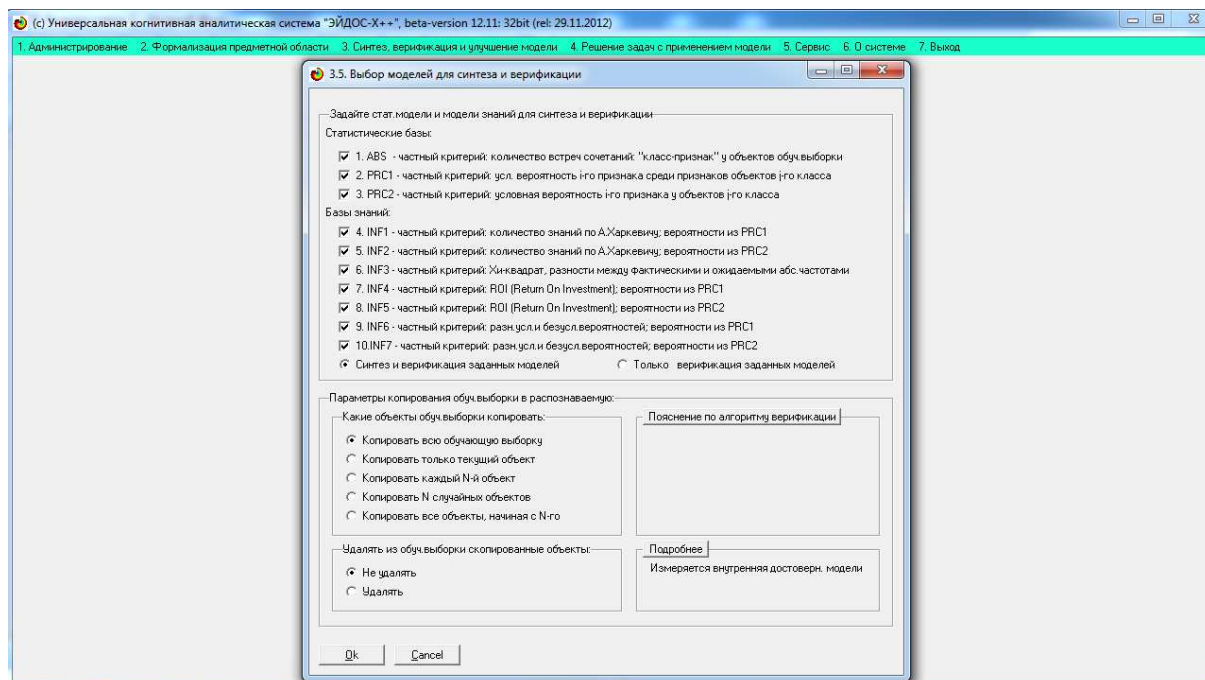 (с) Универсальная когнитивная аналитическая система "ЭЙДОС-Х++", beta-version 12.11: 32bit (rel: 29.11.2012)
1. Администрирование 2. Формализация предметной области 3. Синтез, верификация и улучшение модели 4. Решение задач с применением модели 5. Сервис 6. О системе 7. Выход
3.5. Выбор моделей для синтеза и верификации
Задайте стат.модели и модели знаний для синтеза и верификации
Статистические базы:
1. ABS - частный критерий: количество встреч сочетаний: "класс-признак" у объектов обуч.выборки
2. PRC1 - частный критерий: усл. вероятность i-го признака среди признаков объектов j-го класса
3. PRC2 - частный критерий: условная вероятность i-го признака у объектов j-го класса
Базы знаний:
4. INF1 - частный критерий: количество знаний по А.Харкевичу; вероятности из PRC1
5. INF2 - частный критерий: количество знаний по А.Харкевичу; вероятности из PRC2
6. INF3 - частный критерий: Хи-квадрат, разности между фактическими и ожидаемыми абс.частотами
7. INF4 - частный критерий: ROI (Return On Investment); вероятности из PRC1
8. INF5 - частный критерий: ROI (Return On Investment); вероятности из PRC2
9. INF6 - частный критерий: разн.усл.и безусл.вероятностей; вероятности из PRC1
10.INF7 - частный критерий: разн.усл.и безусл.вероятностей; вероятности из PRC2
Синтез и верификация заданных моделей Только верификация заданных моделей
Параметры копирования обуч.выборки в распознаваемую:
Какие объекты обуч.выборки копировать:
Копировать всю обучающую выборку
Копировать только текущий объект
Копировать каждый N-й объект
Копировать N случайных объектов
Копировать все объекты, начиная с N-го
Пояснение по алгоритму верификации
Удалять из обуч.выборки скопированные объекты:
Не удалять
Удалять
Подробнее
Измеряется внутренняя достоверн. модели
Ok Cancel